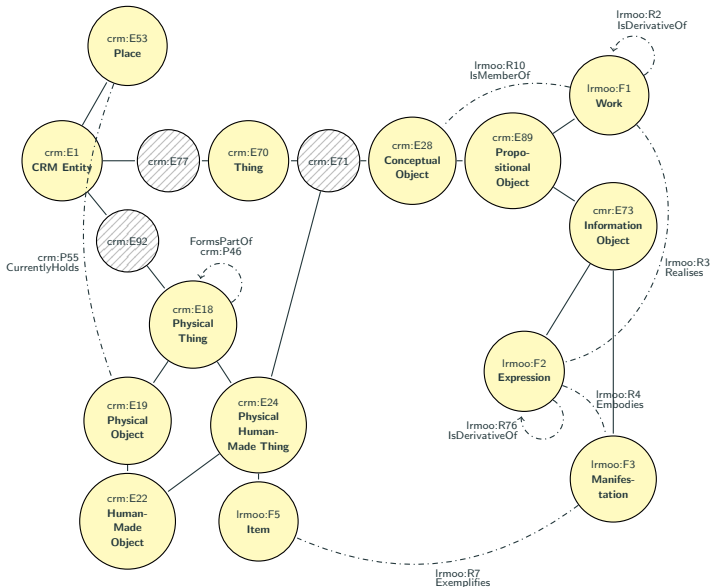 lrmoo:R2
IsDerivativeOf
crm:E53
Place
lrmoo:R10
IsMemberOf
lrmoo:F1
Work
crm:E1
CRM Entity
crm:E77
crm:E70
Thing
crm:E71
crm:E28
Conceptual
Object
crm:E89
Propo-
sitional
Object
cmr:E73
Information
Object
crm:E92
FormsPartOf
crm:P46
crm:P55
CurrentlyHolds
lrmoo:R3
Realises
crm:E18
Physical
Thing
lrmoo:F2
Expression
lrmoo:R4
Embodies
crm:E19
Physical
Object
crm:E24
Physical
Human-
Made Thing
lrmoo:R76
IsDerivativeOf
lrmoo:F3
Manifes-
tation
crm:E22
Human-
Made
Object
lrmoo:F5
Item
lrmoo:R7
Exemplifies